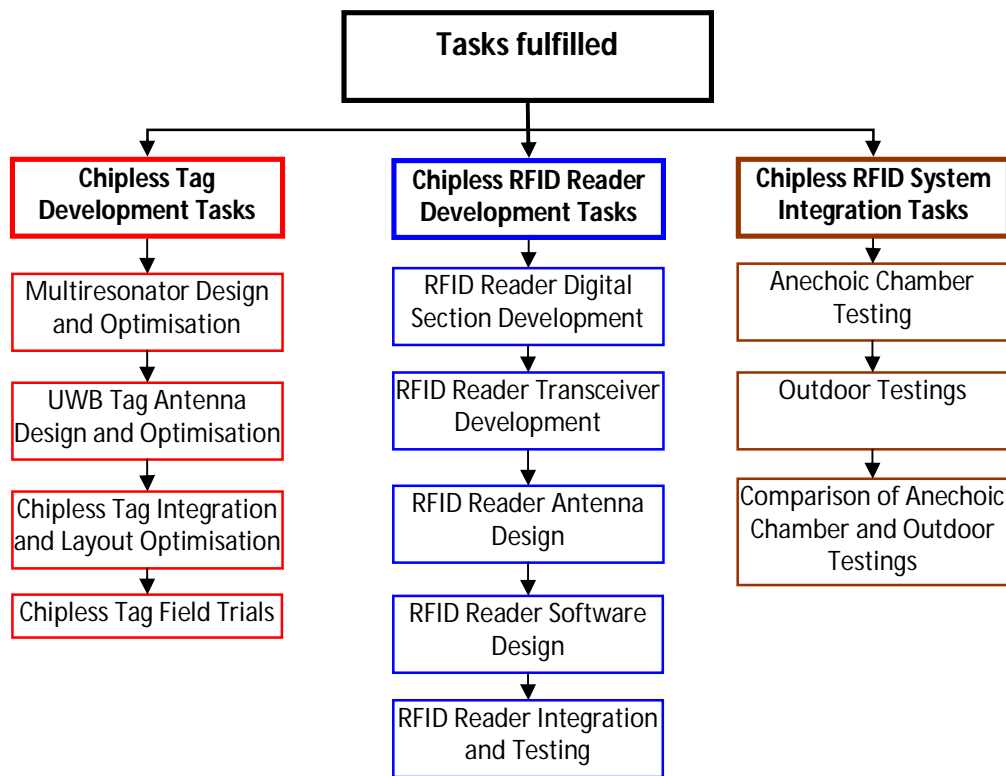 Tasks fulfilled
Chipless Tag
Development Tasks
Multiresonator Design
and Optimisation
UWB Tag Antenna
Design and Optimisation
Chipless Tag Integration
and Layout Optimisation
Chipless Tag Field Trials
Chipless RFID Reader
Development Tasks
RFID Reader Digital
Section Development
RFID Reader Transceiver
Development
RFID Reader Antenna
Design
RFID Reader Software
Design
RFID Reader Integration
and Testing
Chipless RFID System
Integration Tasks
Anechoic Chamber
Testing
Outdoor Testings
Comparison of Anechoic
Chamber and Outdoor
Testings